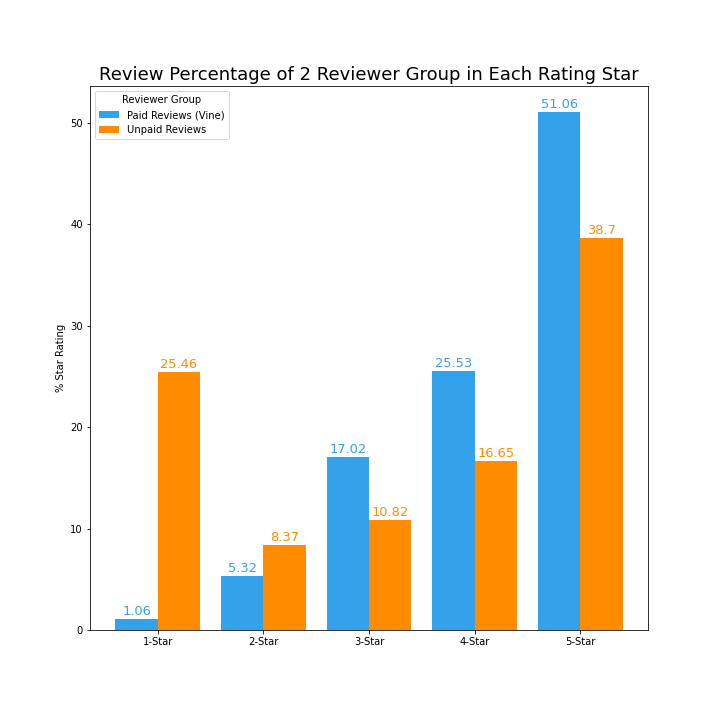 Review Percentage of 2 Reviewer Group in Each Rating Star
Reviewer Group
Paid Reviews (Vine)
Unpaid Reviews
% Star Rating
50
40
30
20
10
0
1.06
25.46
5.32
8.37
17.02
10.82
25.53
16.65
51.06
38.7
1-Star
2-Star
3-Star
4-Star
5-Star